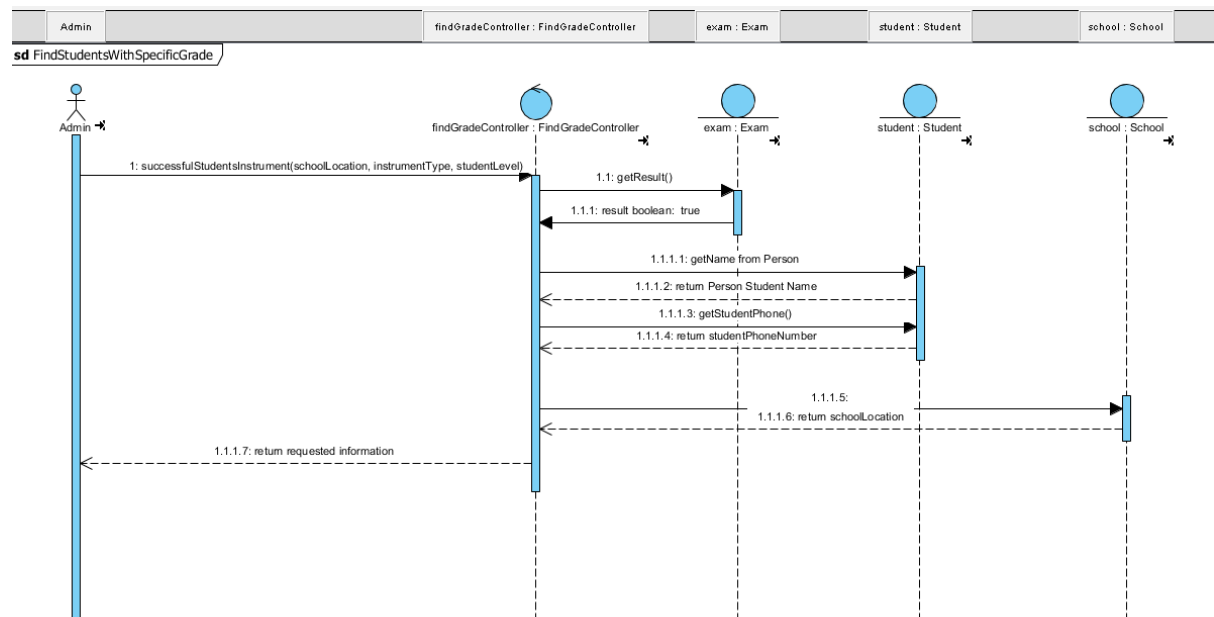 Admin
findGradeController : FindGradeController
exam : Exam
student : Student
school : School
sd FindStudentsWithSpecificGrade
Admin
findGradeController : FindGradeController
exam : Exam
student : Student
school : School
1: successfulStudentsInstrument(schoolLocation, instrumentType, studentLevel)
1.1: getResult()
1.1.1: result boolean: true
1.1.1.1: getName from Person
1.1.1.2: return Person Student Name
1.1.1.3: getStudentPhone()
1.1.1.4: return studentPhoneNumber
1.1.1.5:
1.1.1.6: return schoolLocation
1.1.1.7: return requested information